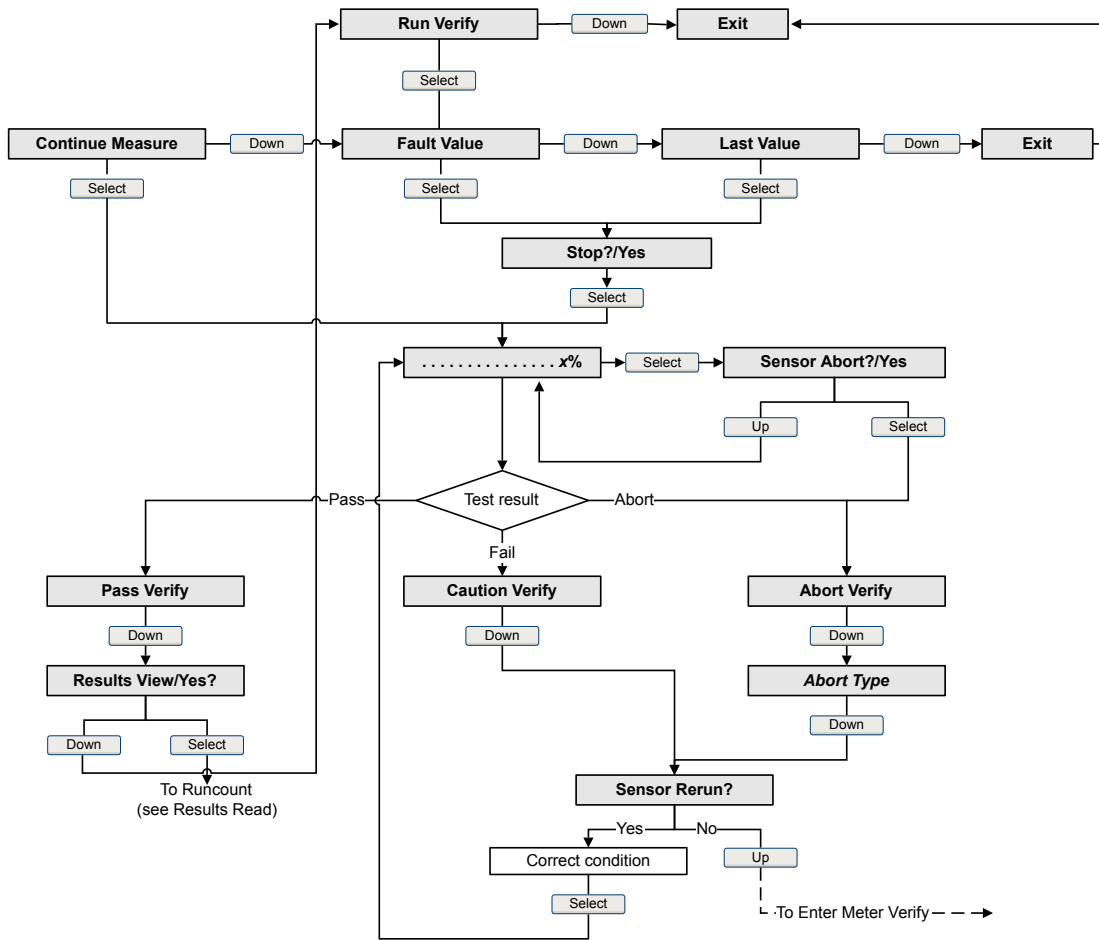 Run Verify
Down
Exit
Select
Continue Measure
Down
Fault Value
Down
Last Value
Down
Exit
Select
Select
Select
Stop?/Yes
Select
. . . . . . . . . . . . . . . x%
Select
Sensor Abort?/Yes
Up
Select
Pass
Test result
Abort
Fail
Pass Verify
Caution Verify
Abort Verify
Down
Down
Down
Results View/Yes?
Abort Type
Down
Select
Down
To Runcount
(see Results Read)
Sensor Rerun?
Yes
No
Correct condition
Up
Select
To Enter Meter Verify